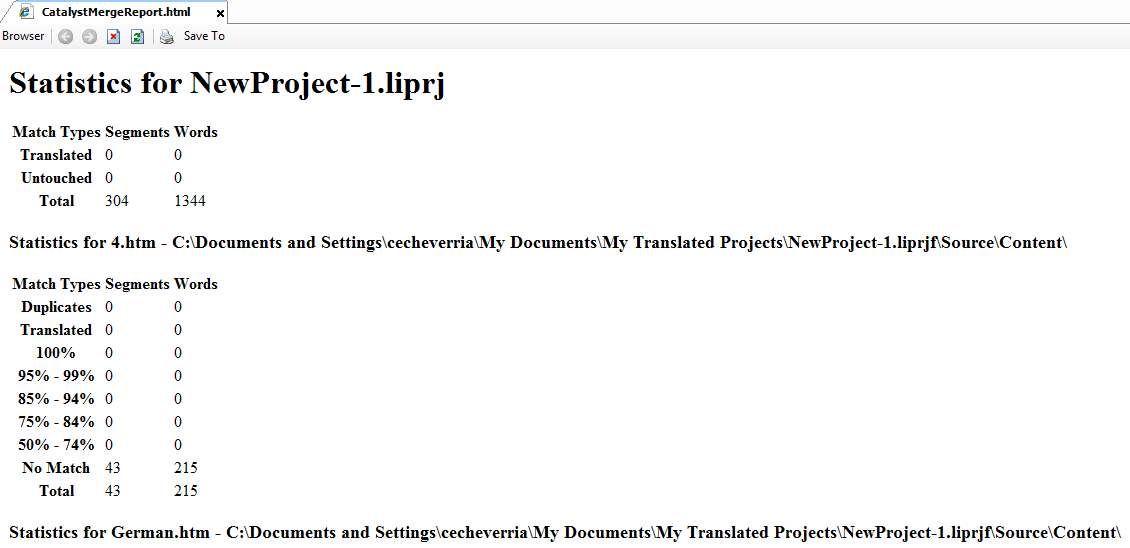 CatalystMergeReport.html
Browser Save To
Statistics for NewProject-1.liprj
Match Types Segments Words
Translated 0 0
Untouched 0 0
Total 304 1344
Statistics for 4.htm - C:\Documents and Settings\cecheverria\My Documents\My Translated Projects\NewProject-1.liprjf\Source\Content\
Match Types Segments Words
Duplicates 0 0
Translated 0 0
100% 0 0
95% - 99% 0 0
85% - 94% 0 0
75% - 84% 0 0
50% - 74% 0 0
No Match 43 215
Total 43 215
Statistics for German.htm - C:\Documents and Settings\cecheverria\My Documents\My Translated Projects\NewProject-1.liprjf\Source\Content\